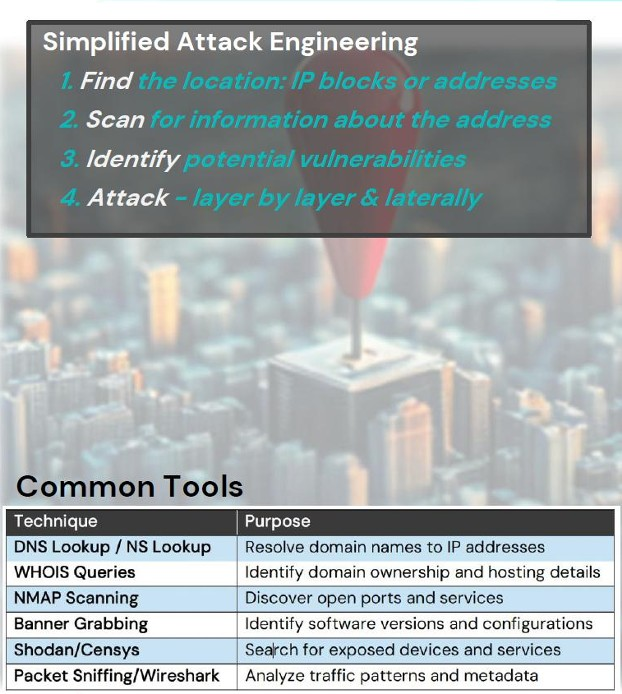 Simplified Attack Engineering
1. Find the location: IP blocks or addresses
2. Scan for information about the address
3. Identify potential vulnerabilities
4. Attack - layer by layer & laterally
Common Tools
Technique Purpose
DNS Lookup / NS Lookup Resolve domain names to IP addresses
WHOIS Queries Identify domain ownership and hosting details
NMAP Scanning Discover open ports and services
Banner Grabbing Identify software versions and configurations
Shodan/Censys Search for exposed devices and services
Packet Sniffing/Wireshark Analyze traffic patterns and metadata